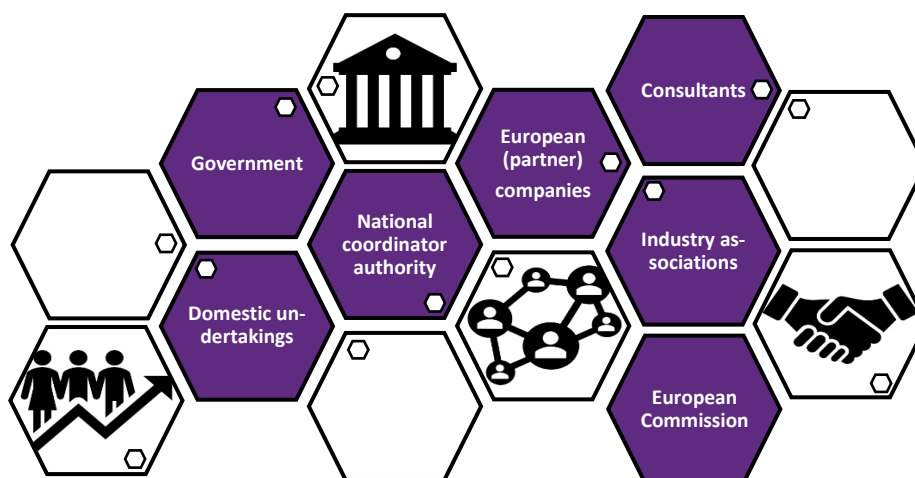 Government
Domestic un-
dertakings
National
coordinator
authority
European
(partner)
companies
Consultants
Industry as-
sociations
European
Commission